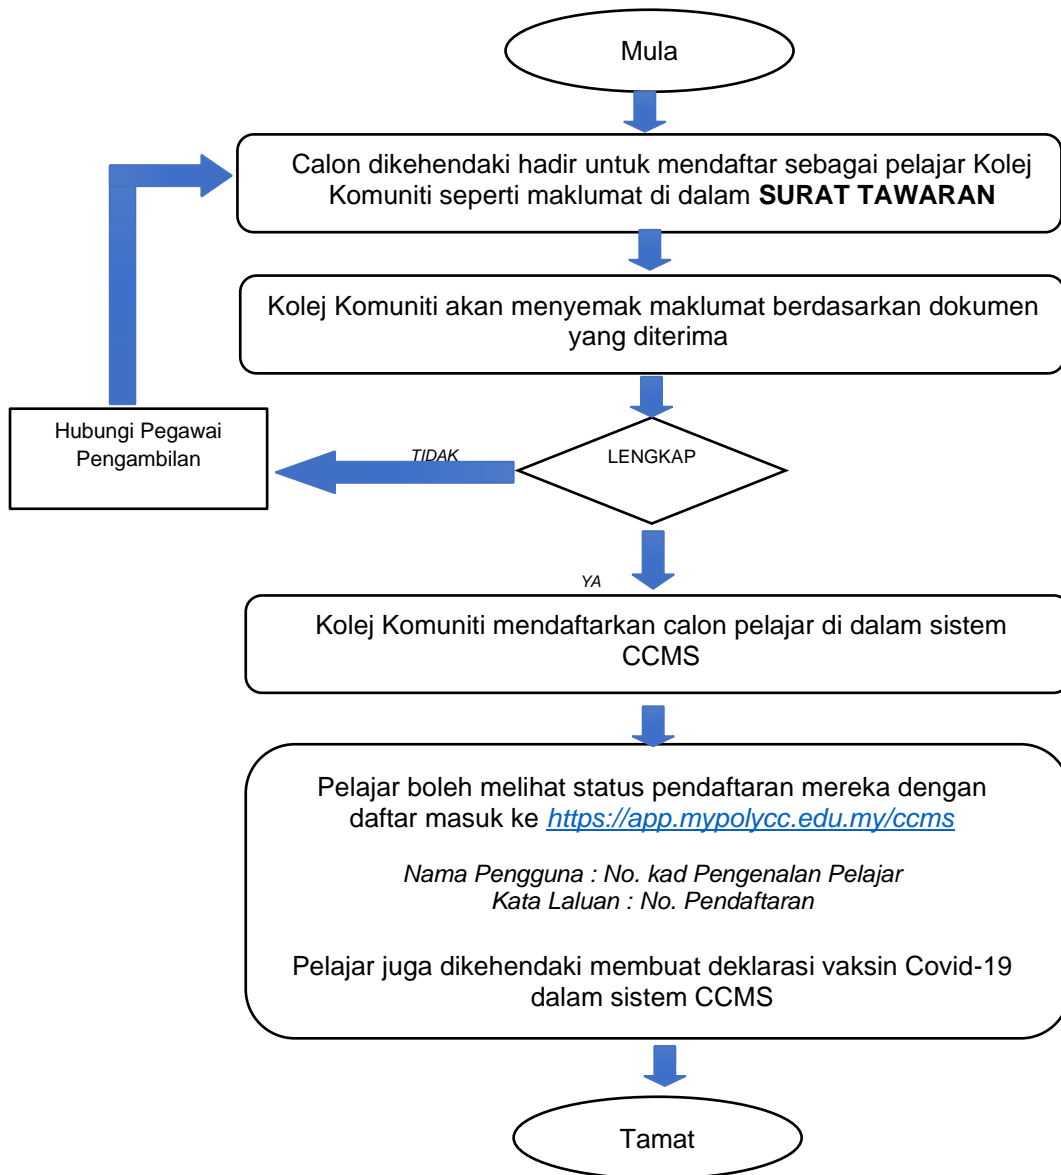 Mula
Calon dikehendaki hadir untuk mendaftar sebagai pelajar Kolej
Komuniti seperti maklumat di dalam SURAT TAWARAN
Kolej Komuniti akan menyemak maklumat berdasarkan dokumen
yang diterima
Hubungi Pegawai
Pengambilan
TIDAK
LENGKAP
YA
Kolej Komuniti mendaftarkan calon pelajar di dalam sistem
CCMS
Pelajar boleh melihat status pendaftaran mereka dengan
daftar masuk ke https://app.mypolycc.edu.my/ccms
Nama Pengguna : No. kad Pengenalan Pelajar
Kata Laluan : No. Pendaftaran
Pelajar juga dikehendaki membuat deklarasi vaksin Covid-19
dalam sistem CCMS
Tamat